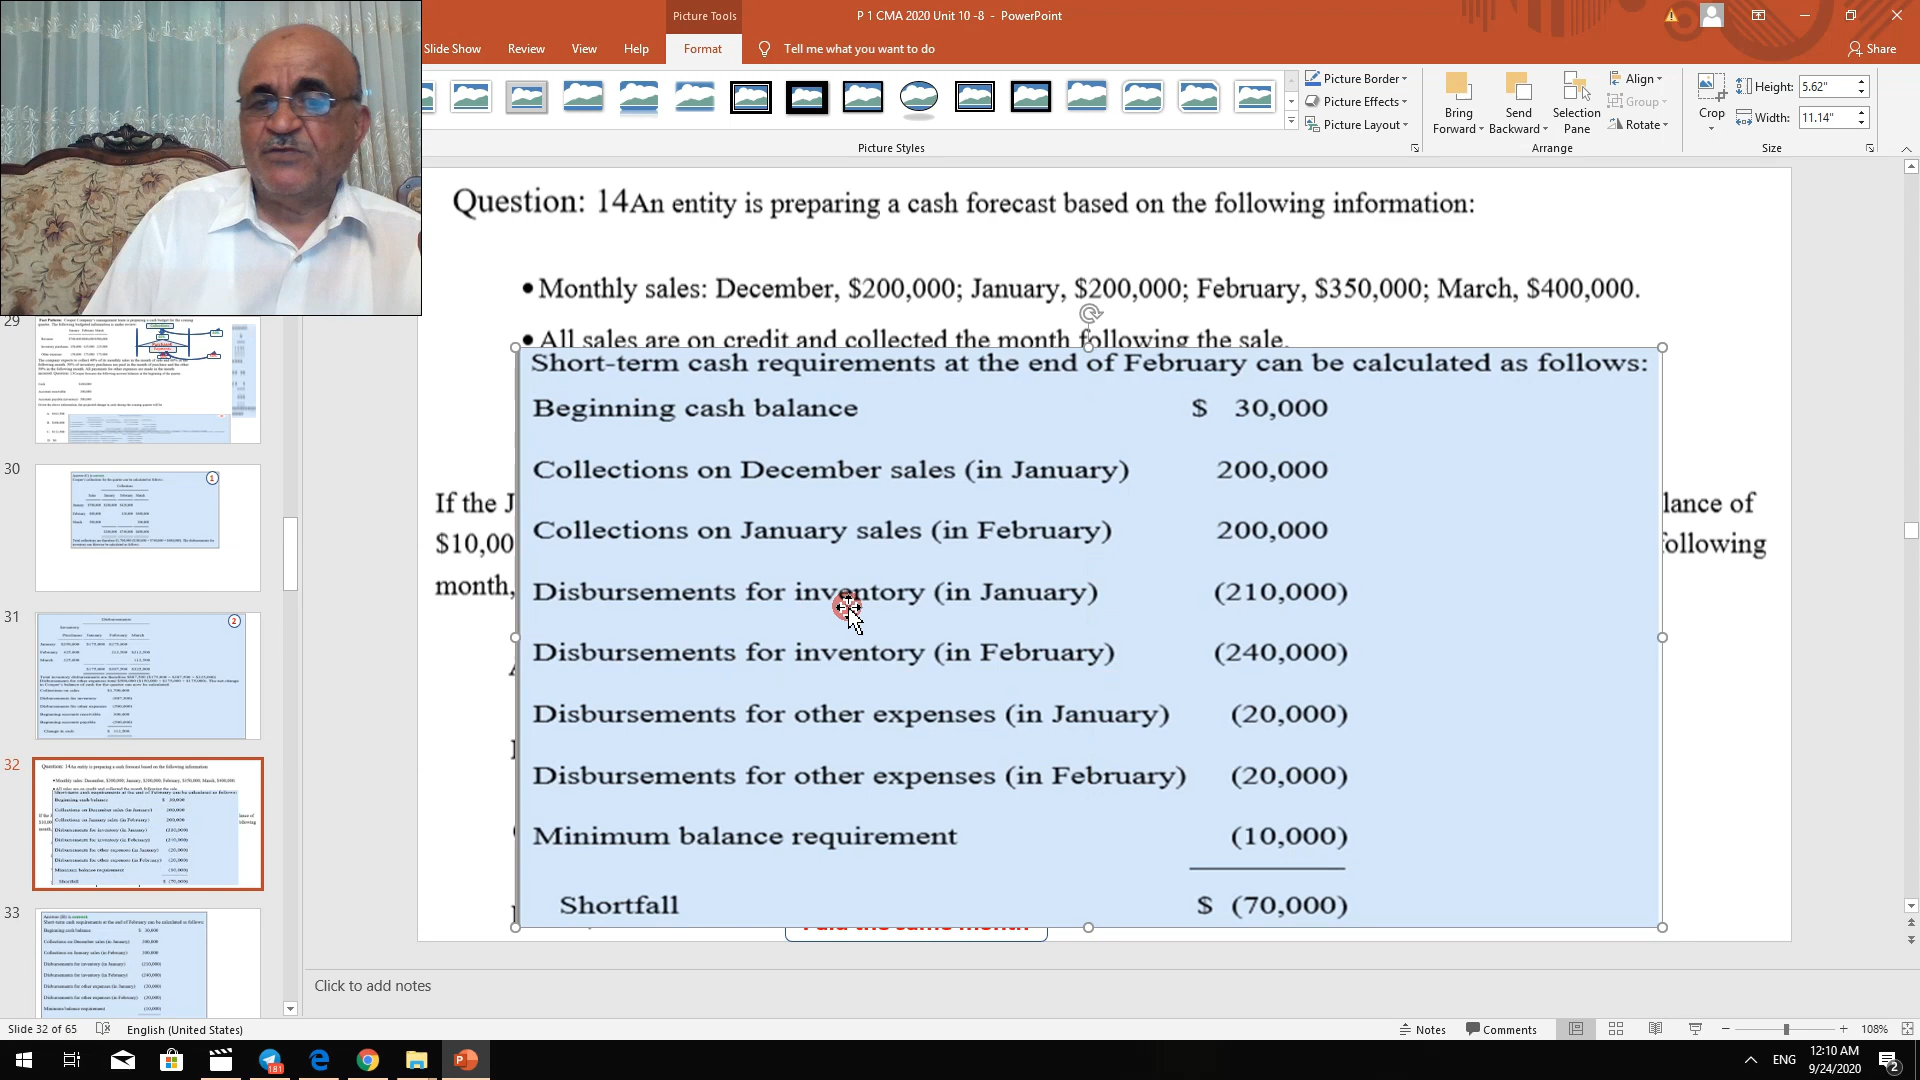 Picture Tools
P 1 CMA 2020 Unit 10 -8 - PowerPoint
Slide Show Review View Help Format Tell me what you want to do Share
Picture Border
Picture Effects
Picture Layout
Bring Forward
Send Backward
Selection Pane
Align
Group
Rotate
Crop
Height: 5.62"
Width: 11.14"
Picture Styles Arrange Size
Question: 14An entity is preparing a cash forecast based on the following information:
• Monthly sales: December, $200,000; January, $200,000; February, $350,000; March, $400,000.
• All sales are on credit and collected the month following the sale.
Short-term cash requirements at the end of February can be calculated as follows:
Beginning cash balance $ 30,000
Collections on December sales (in January) 200,000
Collections on January sales (in February) 200,000
Disbursements for inventory (in January) (210,000)
Disbursements for inventory (in February) (240,000)
Disbursements for other expenses (in January) (20,000)
Disbursements for other expenses (in February) (20,000)
Minimum balance requirement (10,000)
Shortfall $ (70,000)
If the J
lance of
$10,00
following
month,
Paid the same month
29
30
31
32
33
Click to add notes
Slide 32 of 65 English (United States) Notes Comments 108%
181
ENG
12:10 AM
9/24/2020
2